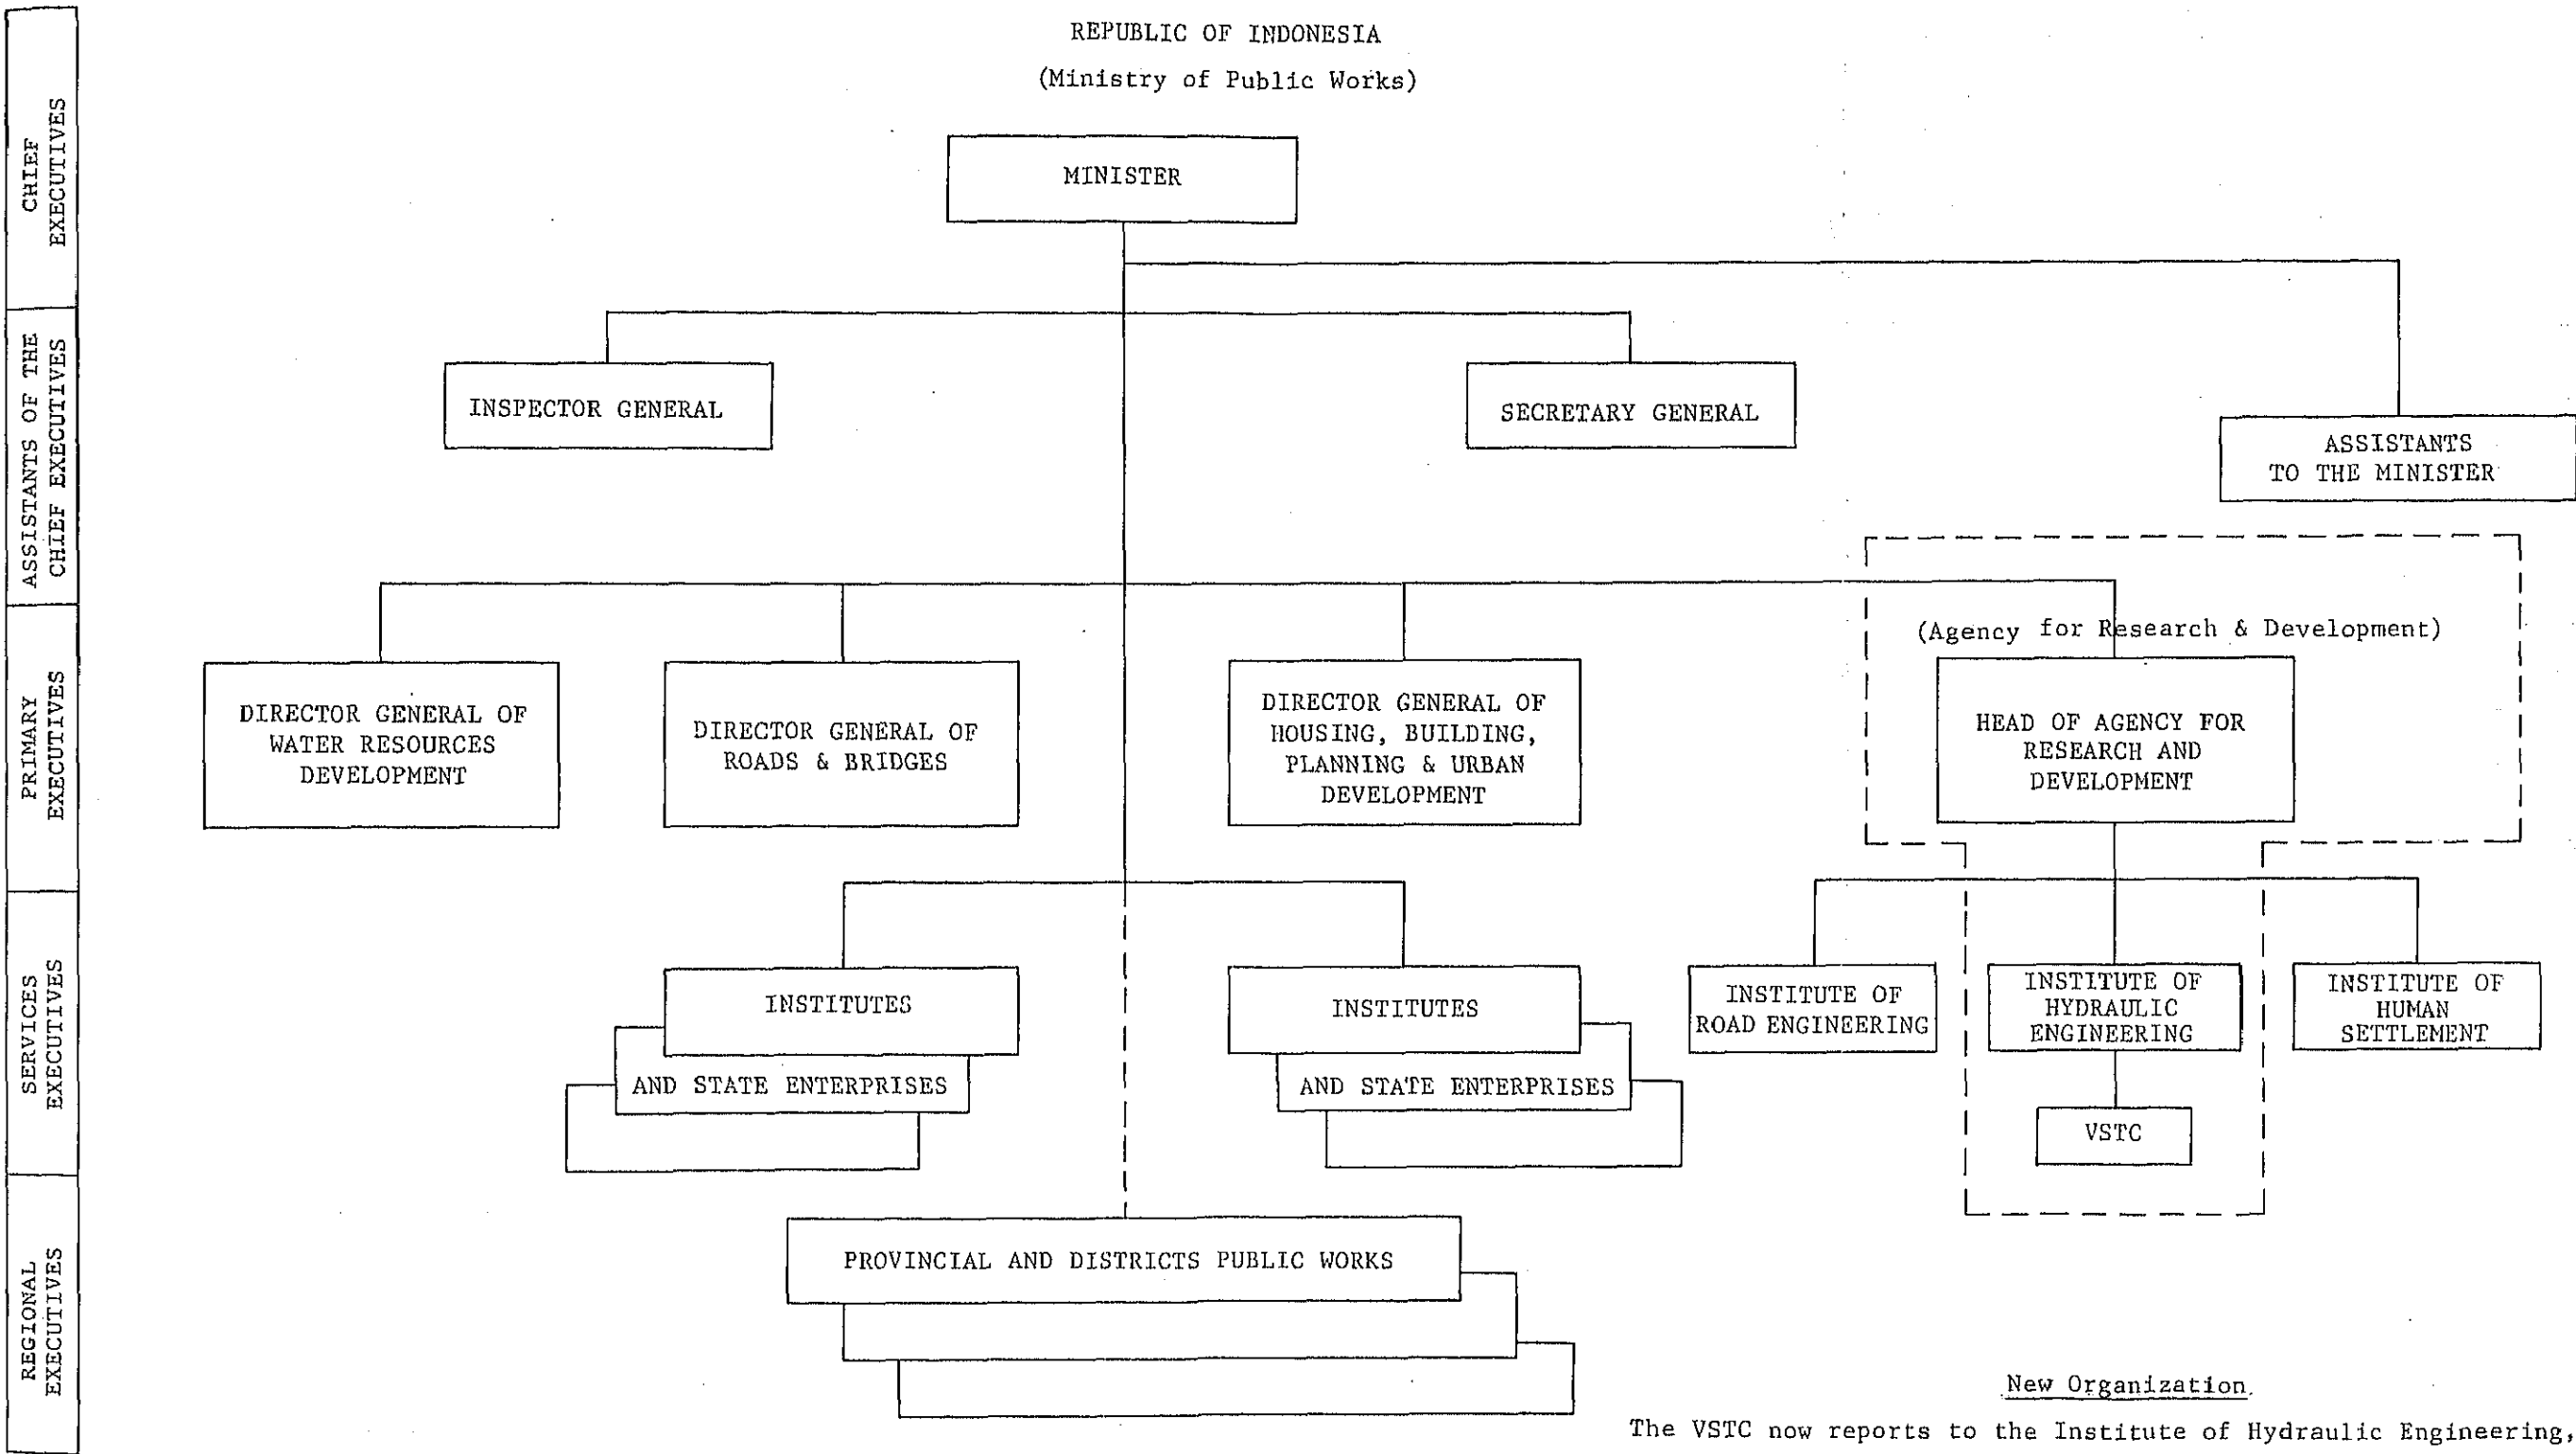 REPUBLIC OF INDONESIA
(Ministry of Public Works)
CHIEF
EXECUTIVES
MINISTER
ASSISTANTS OF THE
CHIEF EXECUTIVES
INSPECTOR GENERAL
SECRETARY GENERAL
ASSISTANTS
TO THE MINISTER
PRIMARY
EXECUTIVES
(Agency for Research & Development)
DIRECTOR GENERAL OF
WATER RESOURCES
DEVELOPMENT
DIRECTOR GENERAL OF
ROADS & BRIDGES
DIRECTOR GENERAL OF
HOUSING, BUILDING,
PLANNING & URBAN
DEVELOPMENT
HEAD OF AGENCY FOR
RESEARCH AND
DEVELOPMENT
SERVICES
EXECUTIVES
INSTITUTES
AND STATE ENTERPRISES
INSTITUTES
AND STATE ENTERPRISES
INSTITUTE OF
ROAD ENGINEERING
INSTITUTE OF
HYDRAULIC
ENGINEERING
INSTITUTE OF
HUMAN
SETTLEMENT
VSTC
REGIONAL
EXECUTIVES
PROVINCIAL AND DISTRICTS PUBLIC WORKS
New Organization
The VSTC now reports to the Institute of Hydraulic Engineering,